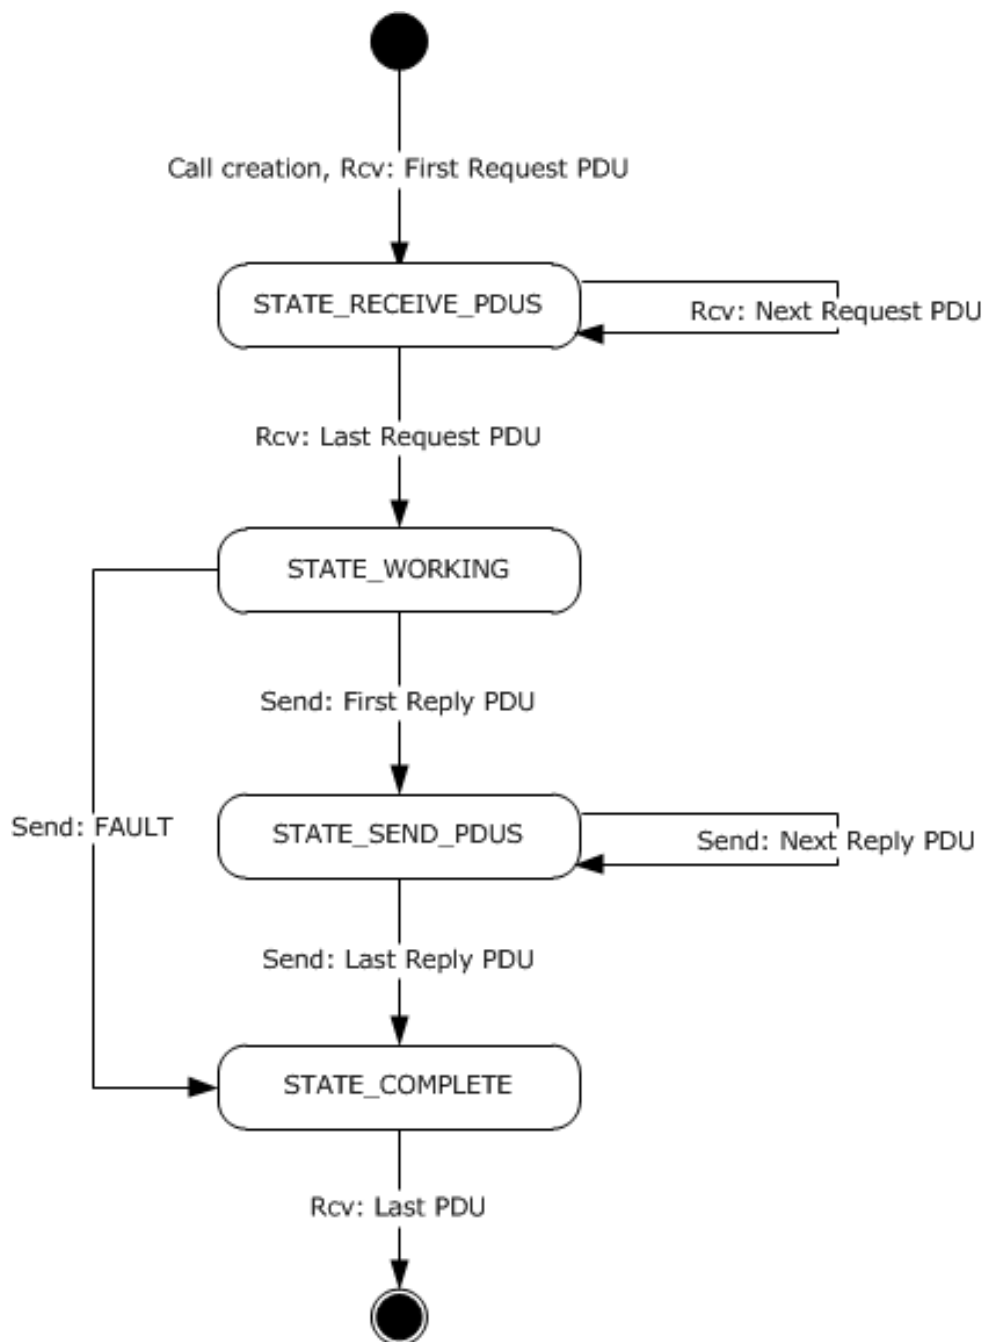 Call creation, Rcv: First Request PDU
STATE_RECEIVE_PDUS
Rcv: Next Request PDU
Rcv: Last Request PDU
STATE_WORKING
Send: First Reply PDU
Send: FAULT
STATE_SEND_PDUS
Send: Next Reply PDU
Send: Last Reply PDU
STATE_COMPLETE
Rcv: Last PDU